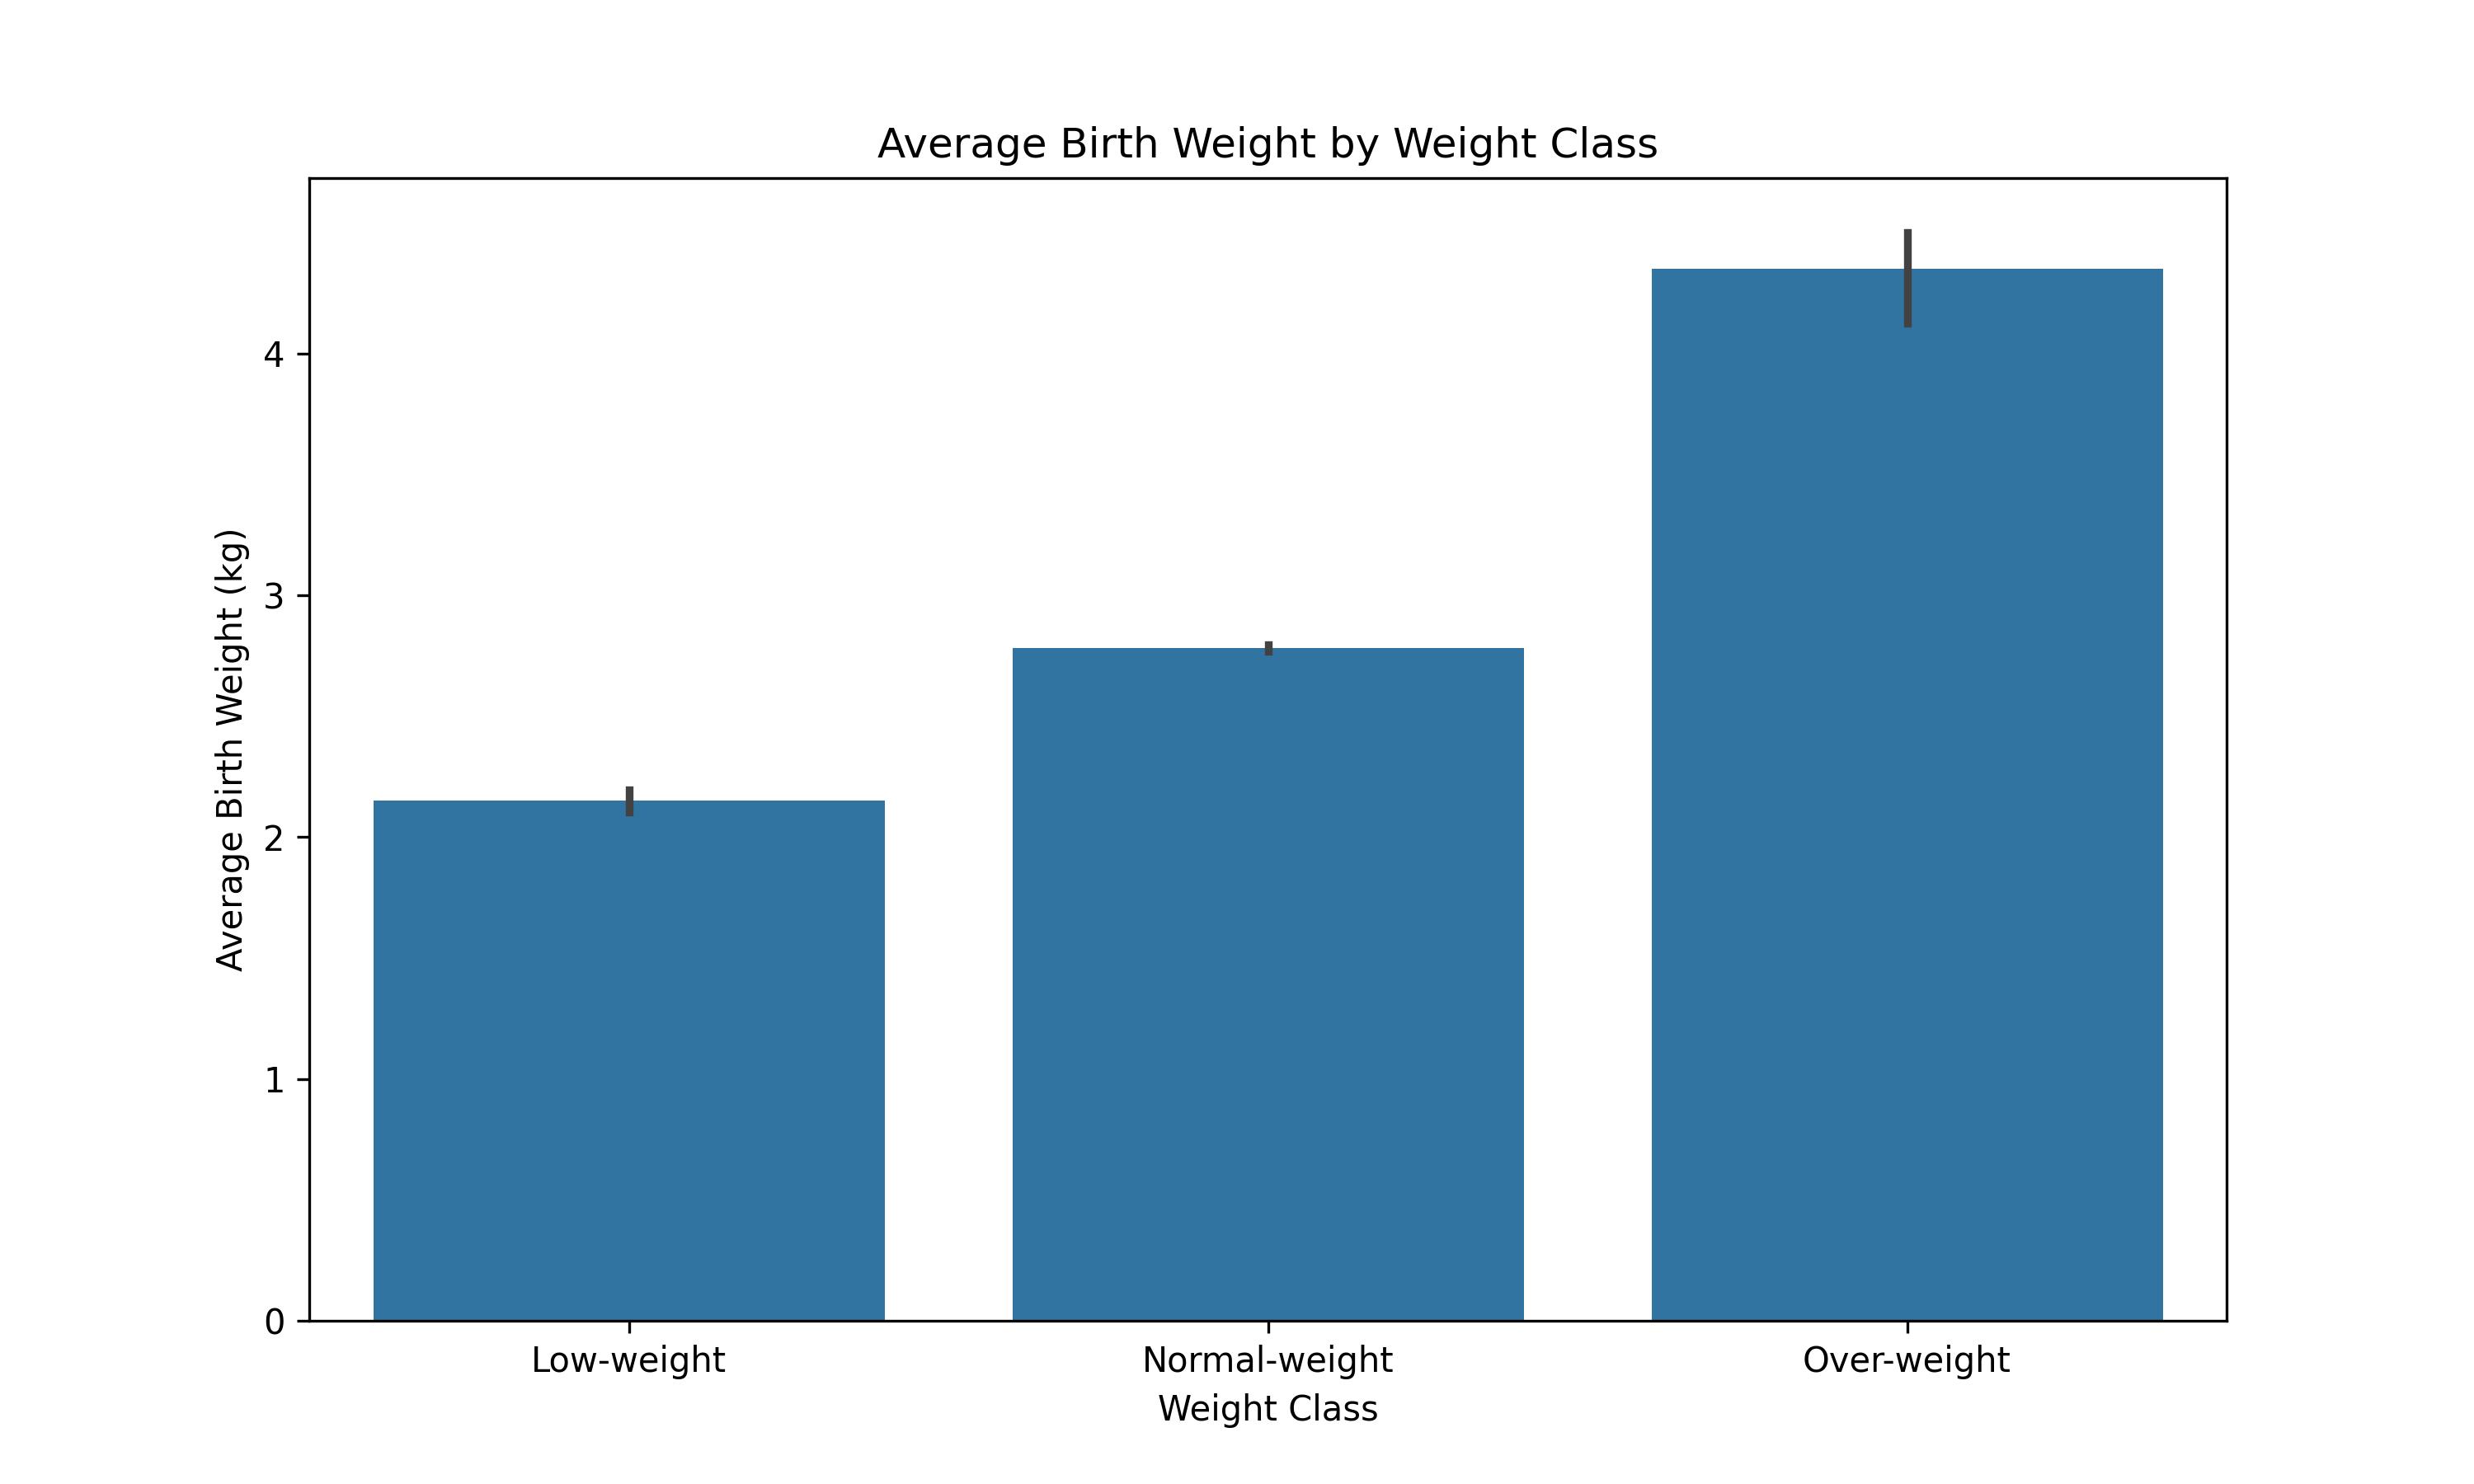 Average Birth Weight by Weight Class
Average Birth Weight (kg)
4
3
2
1
0
Low-weight
Normal-weight
Over-weight
Weight Class